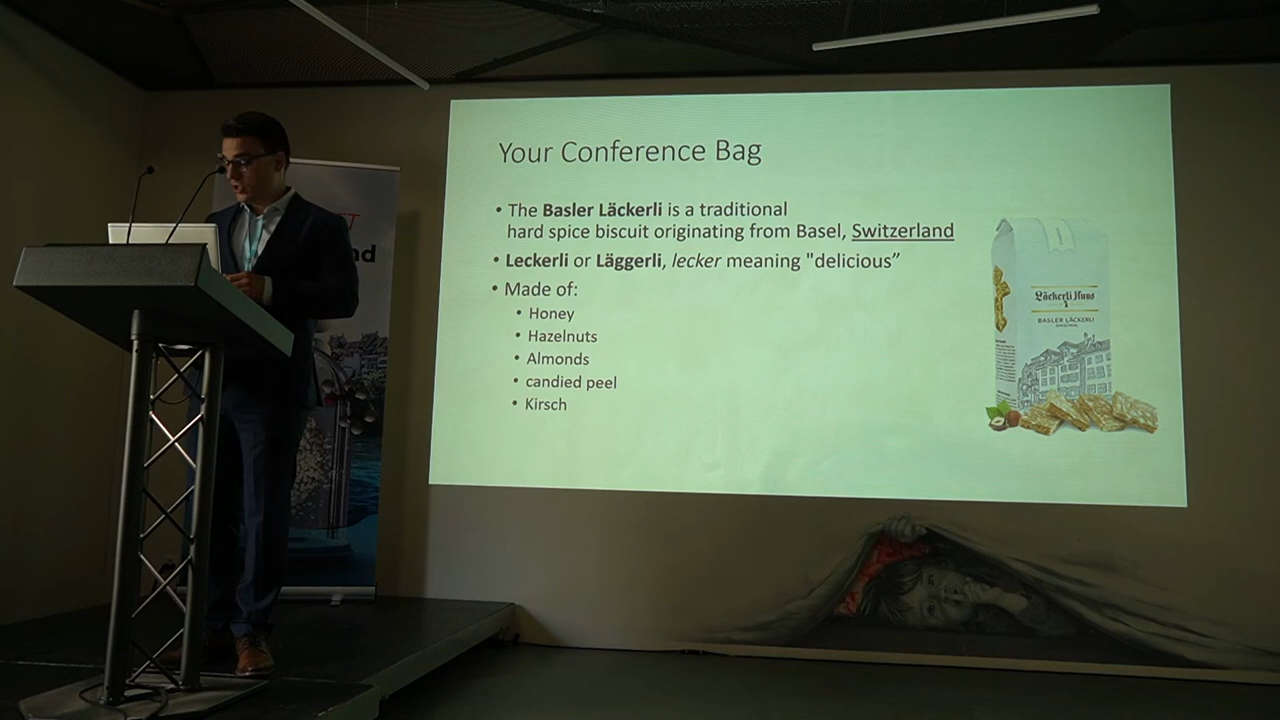 Your Conference Bag
• The Basler Läckerli is a traditional
hard spice biscuit originating from Basel, Switzerland
• Leckerli or Läggerli, lecker meaning "delicious”
• Made of:
• Honey
• Hazelnuts
• Almonds
• candied peel
• Kirsch
Läckerli Huus
BASLER LÄCKERLI